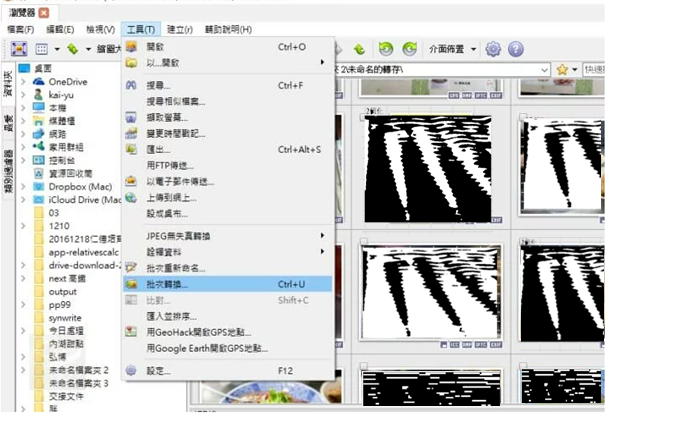 瀏覽器
檔案(F) 編輯(E) 檢視(V) 工具(T) 建立(r) 輔助說明(H)
介面佈置
夾 2\未命名的轉存\
快速
資料夾
桌面
OneDrive
kai-yu
本機
媒體櫃
網路
家用群組
控制台
資源回收筒
Dropbox (Mac)
iCloud Drive (Mac
03
1210
app-relativescalc
drive-download-2
next 高鐵
output
pp99
synwrite
今日處理
內湖甜點
弘博
未命名檔案夾 2
未命名檔案夾 3
交接文件
開啟 Ctrl+O
以...開啟
搜尋... Ctrl+F
搜尋相似檔案...
擷取螢幕...
變更時間戳記...
匯出... Ctrl+Alt+S
用FTP傳送...
以電子郵件傳送...
上傳到網上...
設成桌布...
JPEG無失真轉換
詮釋資料
批次重新命名...
批次轉換... Ctrl+U
比對... Shift+C
匯入並排序...
用GeoHack開啟GPS地點...
用Google Earth開啟GPS地點...
設定... F12